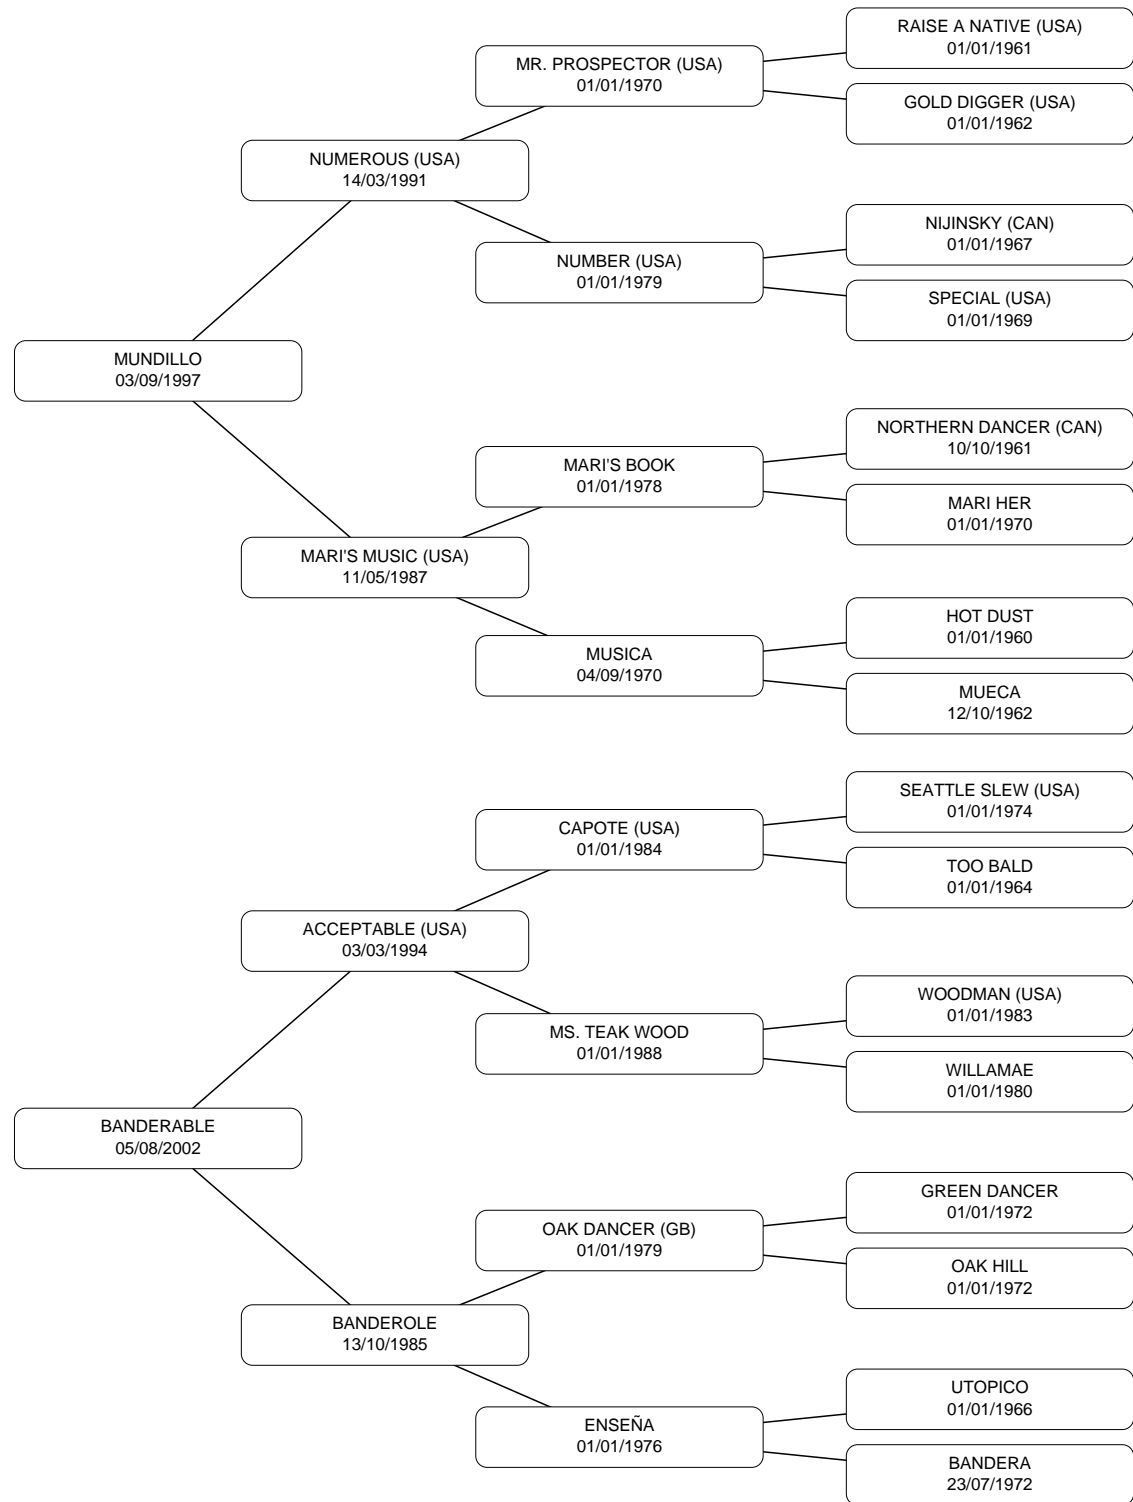 RAISE A NATIVE (USA)
01/01/1961
MR. PROSPECTOR (USA)
01/01/1970
GOLD DIGGER (USA)
01/01/1962
NUMEROUS (USA)
14/03/1991
NIJINSKY (CAN)
01/01/1967
NUMBER (USA)
01/01/1979
SPECIAL (USA)
01/01/1969
MUNDILLO
03/09/1997
NORTHERN DANCER (CAN)
10/10/1961
MARI'S BOOK
01/01/1978
MARI HER
01/01/1970
MARI'S MUSIC (USA)
11/05/1987
HOT DUST
01/01/1960
MUSICA
04/09/1970
MUECA
12/10/1962
SEATTLE SLEW (USA)
01/01/1974
CAPOTE (USA)
01/01/1984
TOO BALD
01/01/1964
ACCEPTABLE (USA)
03/03/1994
WOODMAN (USA)
01/01/1983
MS. TEAK WOOD
01/01/1988
WILLAMAE
01/01/1980
BANDERABLE
05/08/2002
GREEN DANCER
01/01/1972
OAK DANCER (GB)
01/01/1979
OAK HILL
01/01/1972
BANDEROLE
13/10/1985
UTOPICO
01/01/1966
ENSEÑA
01/01/1976
BANDERA
23/07/1972